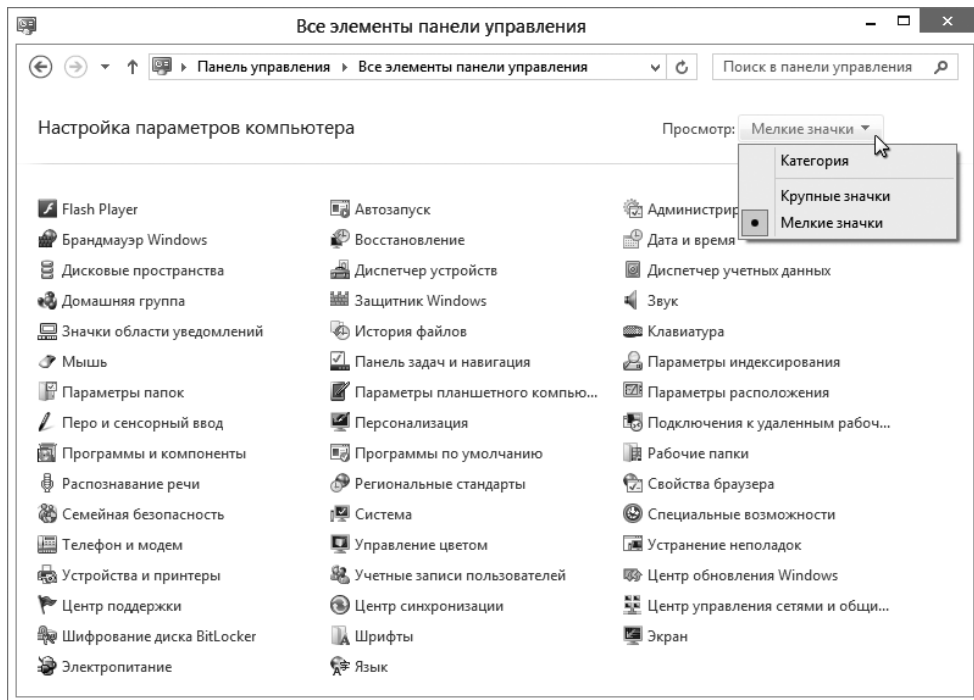 Все элементы панели управления
Панель управления Все элементы панели управления Поиск в панели управления
Настройка параметров компьютера Просмотр: Мелкие значки
Категория
Крупные значки
Мелкие значки
Flash Player Автозапуск Администрир
Брандмауэр Windows Восстановление Дата и время
Дисковые пространства Диспетчер устройств Диспетчер учетных данных
Домашняя группа Защитник Windows Звук
Значки области уведомлений История файлов Клавиатура
Мышь Панель задач и навигация Параметры индексирования
Параметры папок Параметры планшетного компью... Параметры расположения
Перо и сенсорный ввод Персонализация Подключения к удаленным рабоч...
Программы и компоненты Программы по умолчанию Рабочие папки
Распознавание речи Региональные стандарты Свойства браузера
Семейная безопасность Система Специальные возможности
Телефон и модем Управление цветом Устранение неполадок
Устройства и принтеры Учетные записи пользователей Центр обновления Windows
Центр поддержки Центр синхронизации Центр управления сетями и общи...
Шифрование диска BitLocker Шрифты Экран
Электропитание Язык